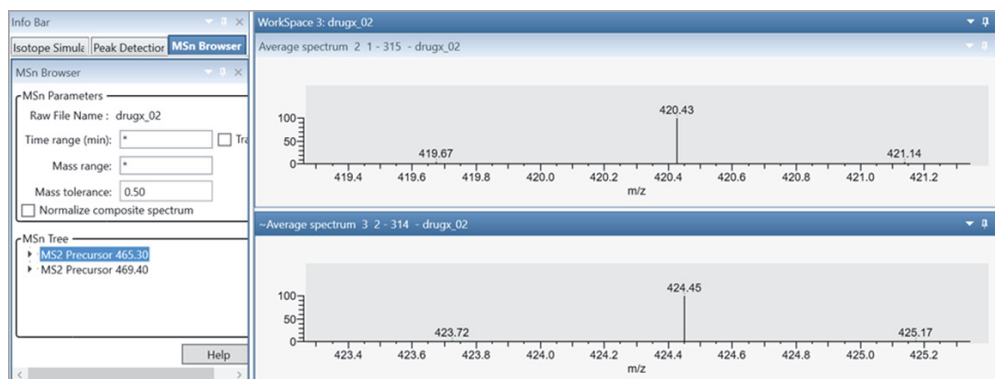 Info Bar
Isotope Simula Peak Detection MSn Browser
MSn Browser
MSn Parameters
Raw File Name : drugx_02
Time range (min): * Tra
Mass range: *
Mass tolerance: 0.50
Normalize composite spectrum
MSn Tree
MS2 Precursor 465.30
MS2 Precursor 469.40
Help
WorkSpace 3: drugx_02
Average spectrum 2 1 - 315 - drugx_02
420.43
100
50
0
419.67
421.14
419.4 419.6 419.8 420.0 420.2 420.4 420.6 420.8 421.0 421.2
m/z
~Average spectrum 3 2 - 314 - drugx_02
424.45
100
50
0
423.72
425.17
423.4 423.6 423.8 424.0 424.2 424.4 424.6 424.8 425.0 425.2
m/z